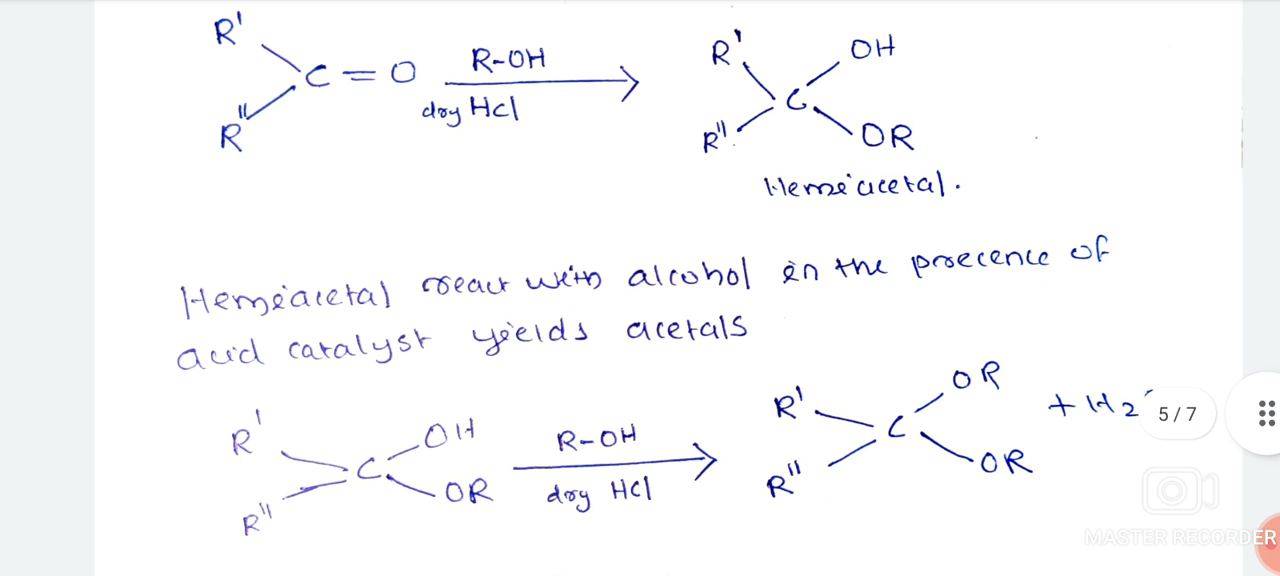 R'
C = O
R"
R-OH
dry HCl
R'
OH
C
R"
OR
Hemiacetal.
Hemiacetal react with alcohol in the precence of
acid catalyst yields acetals
R'
OH
C
R"
OR
R-OH
dry HCl
R'
OR
C
R"
OR
+ H2
5 / 7
MASTER RECORDER